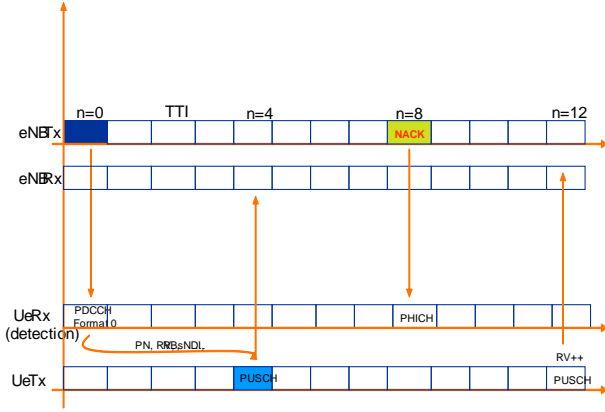 n=0 TTI n=4 n=8 n=12
eNBTx NACK
eNBRx
UeRx
(detection)
PDCCH
Format 0
PHICH
PN, NDI,
RV++
UeTx PUSCH PUSCH